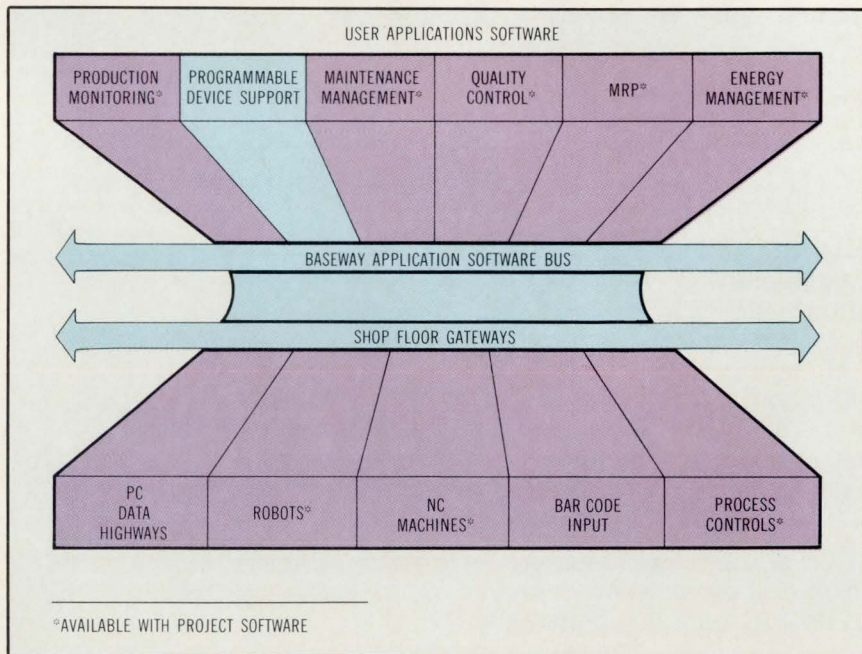 USER APPLICATIONS SOFTWARE
PRODUCTION
MONITORING*
PROGRAMMABLE
DEVICE SUPPORT
MAINTENANCE
MANAGEMENT*
QUALITY
CONTROL*
MRP*
ENERGY
MANAGEMENT*
BASEWAY APPLICATION SOFTWARE BUS
SHOP FLOOR GATEWAYS
PC
DATA
HIGHWAYS
ROBOTS*
NC
MACHINES*
BAR CODE
INPUT
PROCESS
CONTROLS*
*AVAILABLE WITH PROJECT SOFTWARE